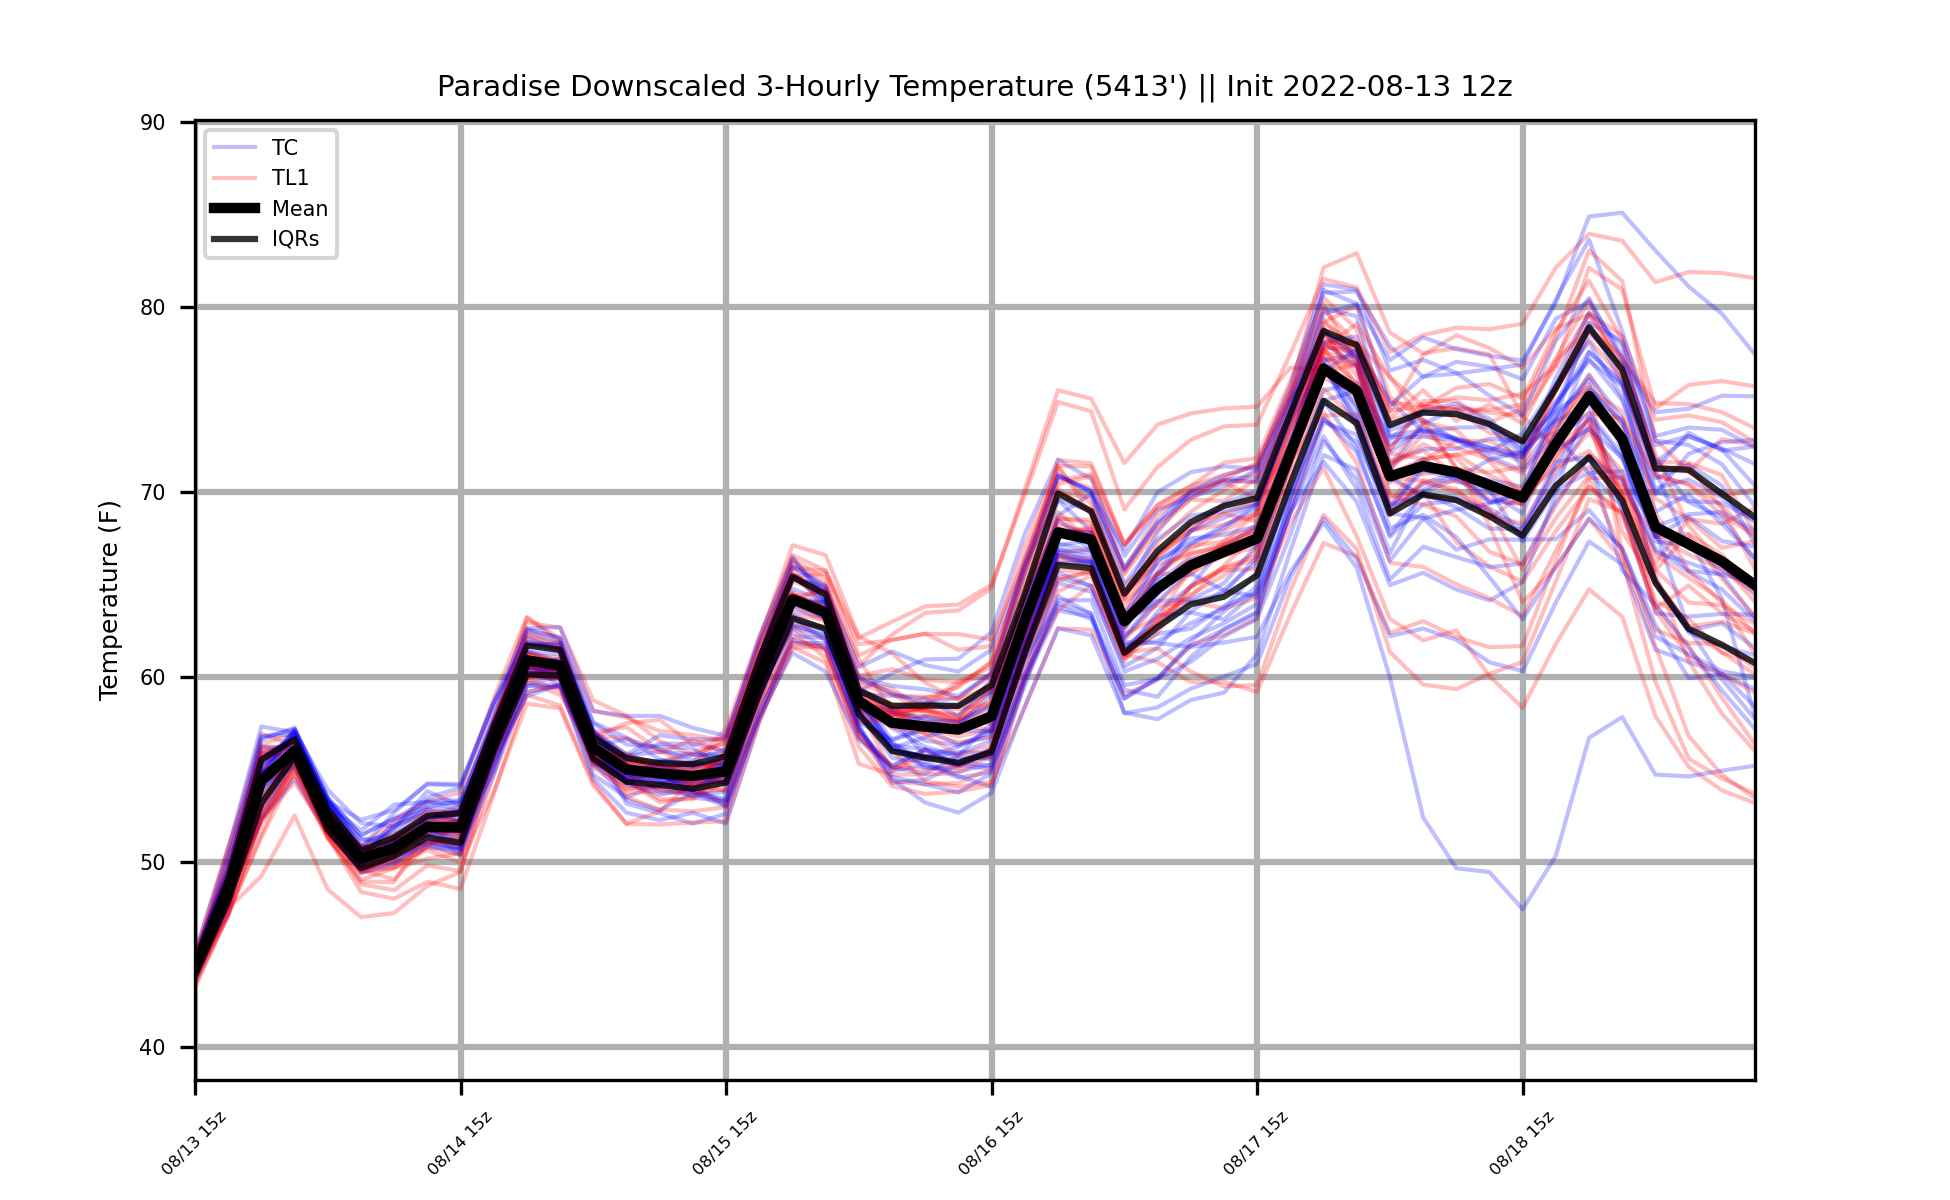 Paradise Downscaled 3-Hourly Temperature (5413') || Init 2022-08-13 12z
TC
TL1
Mean
IQRs
Temperature (F)
90
80
70
60
50
40
08/13 15z
08/14 15z
08/15 15z
08/16 15z
08/17 15z
08/18 15z